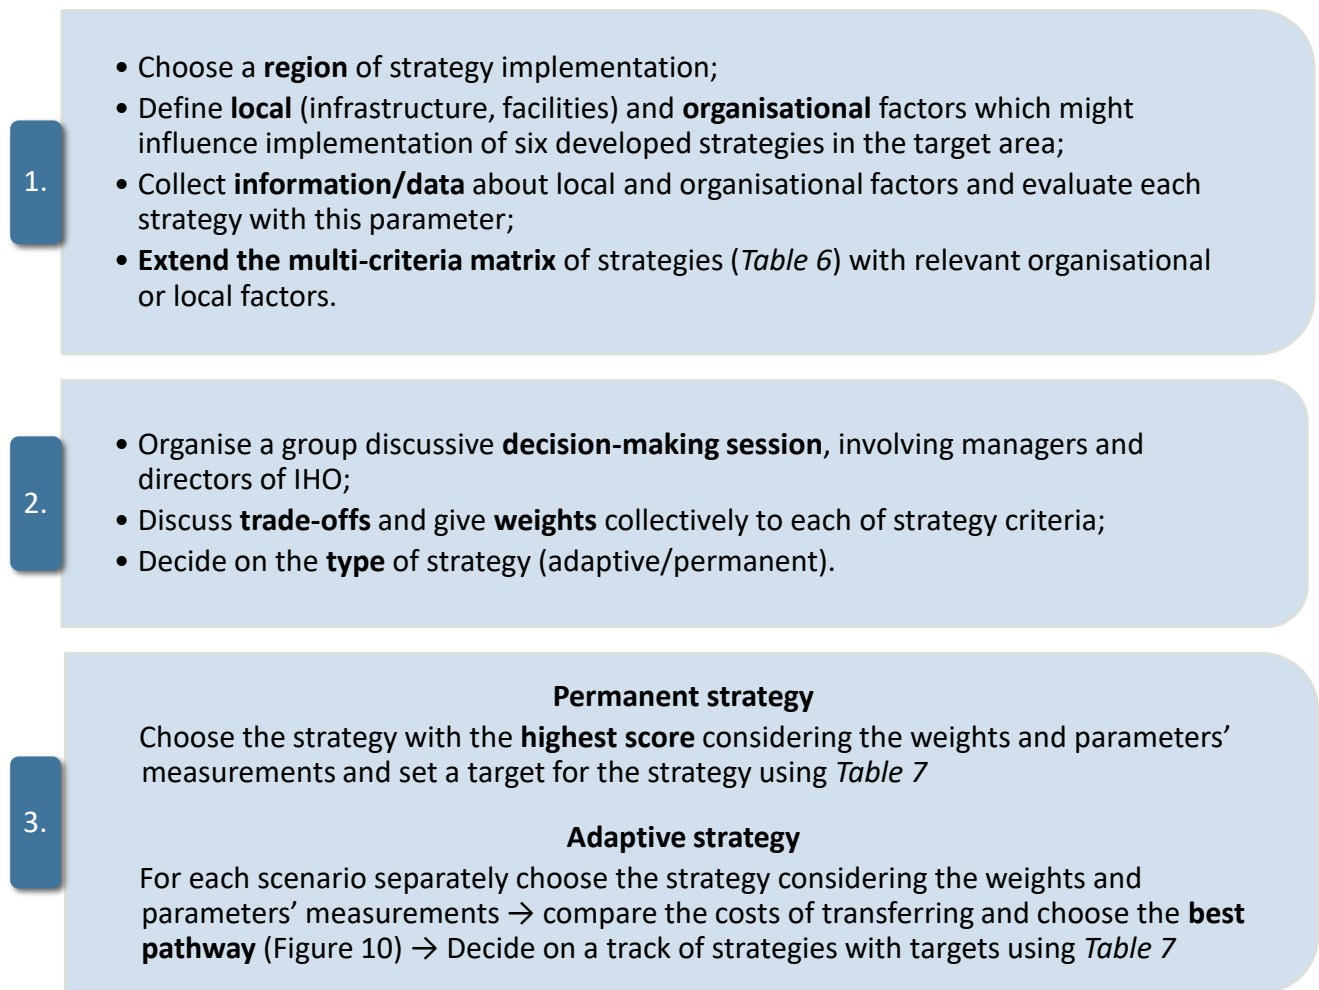 1.
• Choose a region of strategy implementation;
• Define local (infrastructure, facilities) and organisational factors which might
influence implementation of six developed strategies in the target area;
• Collect information/data about local and organisational factors and evaluate each
strategy with this parameter;
• Extend the multi-criteria matrix of strategies (Table 6) with relevant organisational
or local factors.
2.
• Organise a group discussive decision-making session, involving managers and
directors of IHO;
• Discuss trade-offs and give weights collectively to each of strategy criteria;
• Decide on the type of strategy (adaptive/permanent).
3.
Permanent strategy
Choose the strategy with the highest score considering the weights and parameters’
measurements and set a target for the strategy using Table 7
Adaptive strategy
For each scenario separately choose the strategy considering the weights and
parameters’ measurements → compare the costs of transferring and choose the best
pathway (Figure 10) → Decide on a track of strategies with targets using Table 7